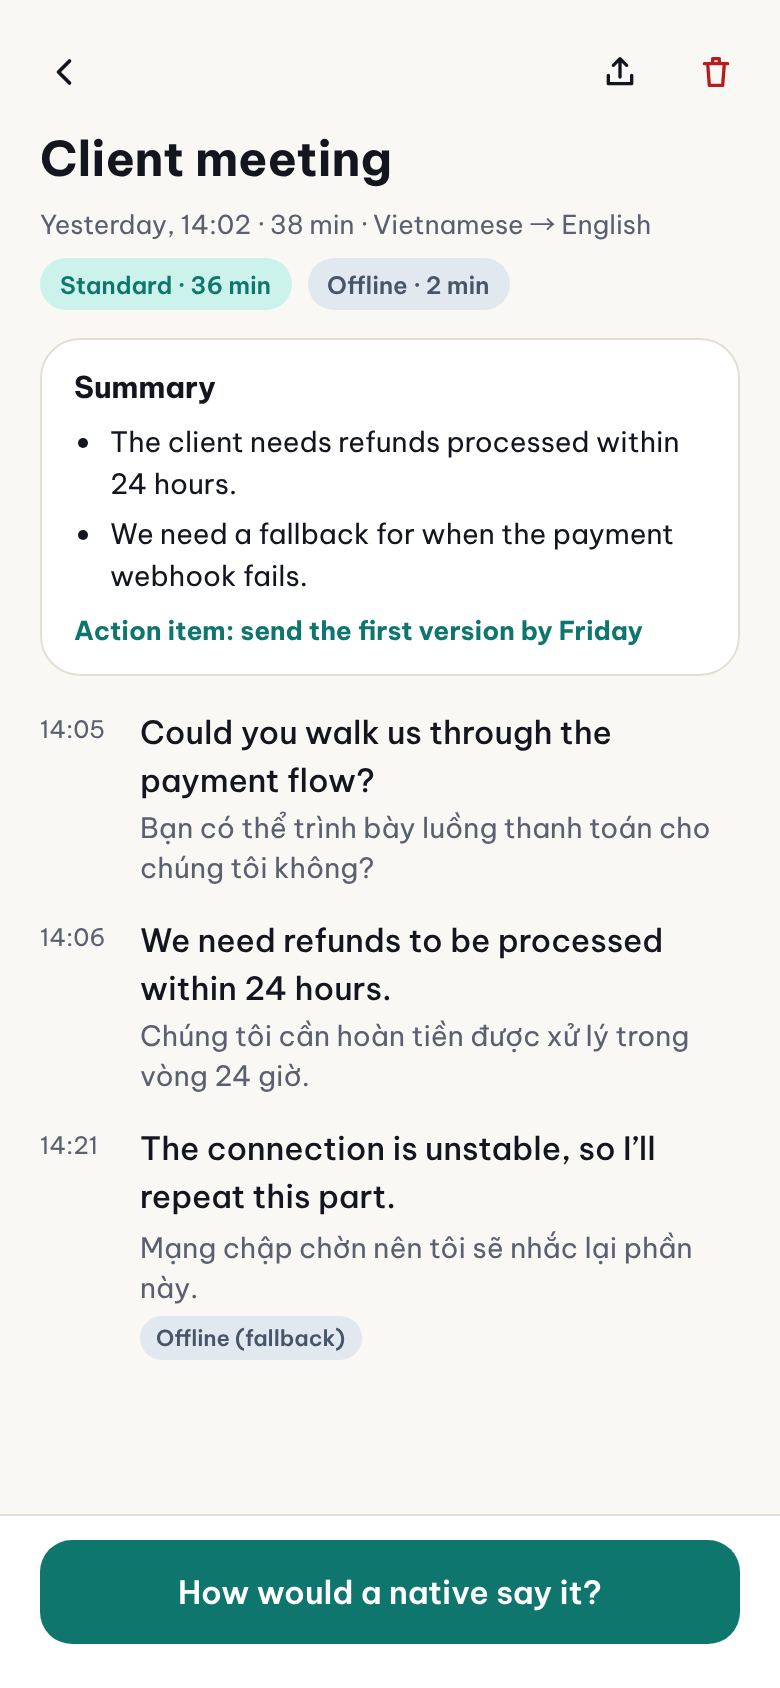 Client meeting
Yesterday, 14:02 · 38 min · Vietnamese → English
Standard · 36 min
Offline · 2 min
Summary
• The client needs refunds processed within
24 hours.
• We need a fallback for when the payment
webhook fails.
Action item: send the first version by Friday
14:05
Could you walk us through the
payment flow?
Bạn có thể trình bày luồng thanh toán cho
chúng tôi không?
14:06
We need refunds to be processed
within 24 hours.
Chúng tôi cần hoàn tiền được xử lý trong
vòng 24 giờ.
14:21
The connection is unstable, so I’ll
repeat this part.
Mạng chập chờn nên tôi sẽ nhắc lại phần
này.
Offline (fallback)
How would a native say it?